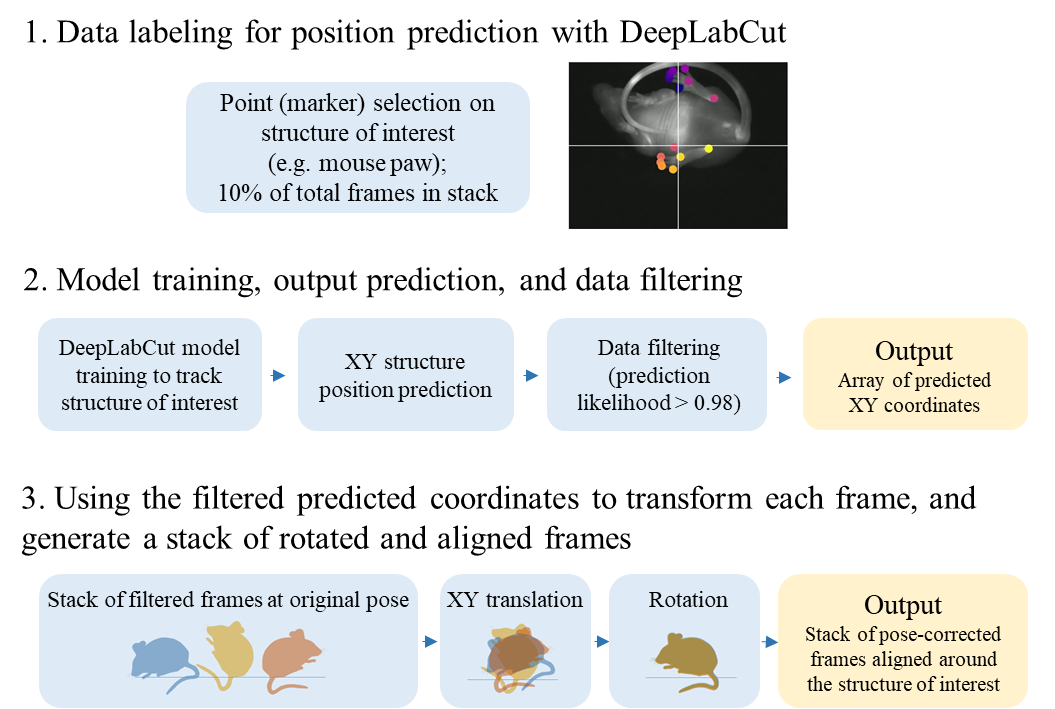 1. Data labeling for position prediction with DeepLabCut
Point (marker) selection on
structure of interest
(e.g. mouse paw);
10% of total frames in stack
2. Model training, output prediction, and data filtering
DeepLabCut model
training to track
structure of interest
XY structure
position prediction
Data filtering
(prediction
likelihood > 0.98)
Output
Array of predicted
XY coordinates
3. Using the filtered predicted coordinates to transform each frame, and
generate a stack of rotated and aligned frames
Stack of filtered frames at original pose
XY translation
Rotation
Output
Stack of pose-corrected
frames aligned around
the structure of interest